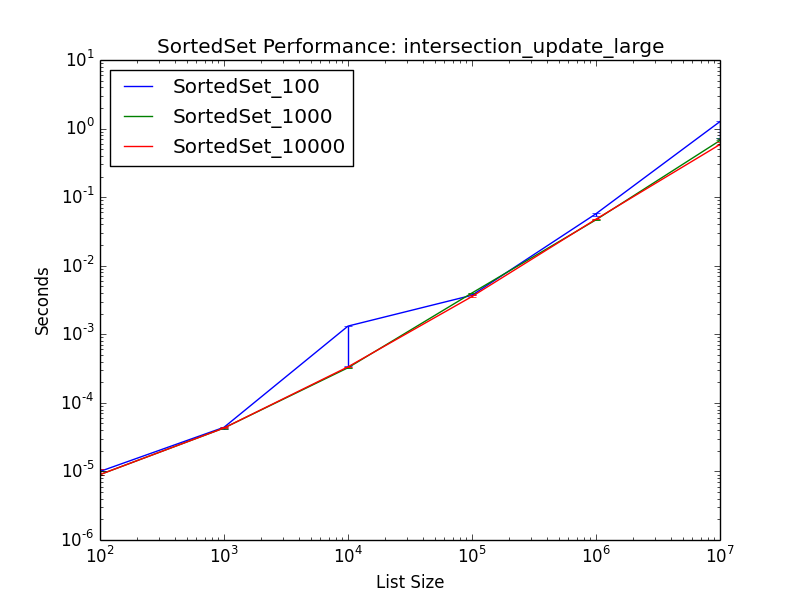 SortedSet Performance: intersection_update_large
10^1
SortedSet_100
SortedSet_1000
SortedSet_10000
10^0
10^-1
10^-2
10^-3
10^-4
10^-5
10^-6
Seconds
10^2 10^3 10^4 10^5 10^6 10^7
List Size